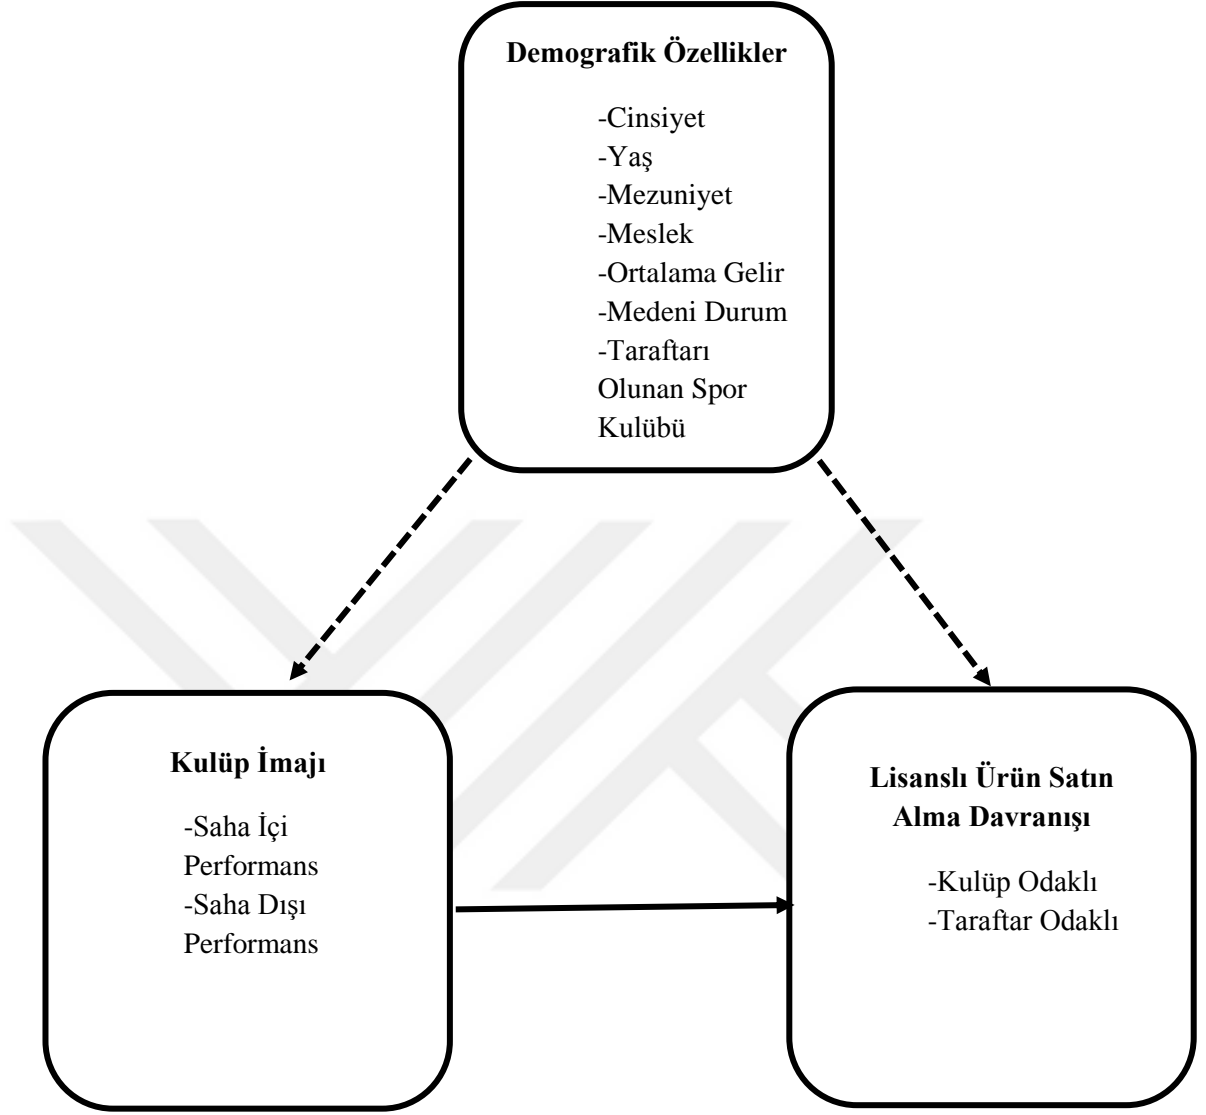 Demografik Özellikler
-Cinsiyet
-Yaş
-Mezuniyet
-Meslek
-Ortalama Gelir
-Medeni Durum
-Taraftarı
Olunan Spor
Kulübü
Kulüp İmajı
-Saha İçi
Performans
-Saha Dışı
Performans
Lisanslı Ürün Satın
Alma Davranışı
-Kulüp Odaklı
-Taraftar Odaklı